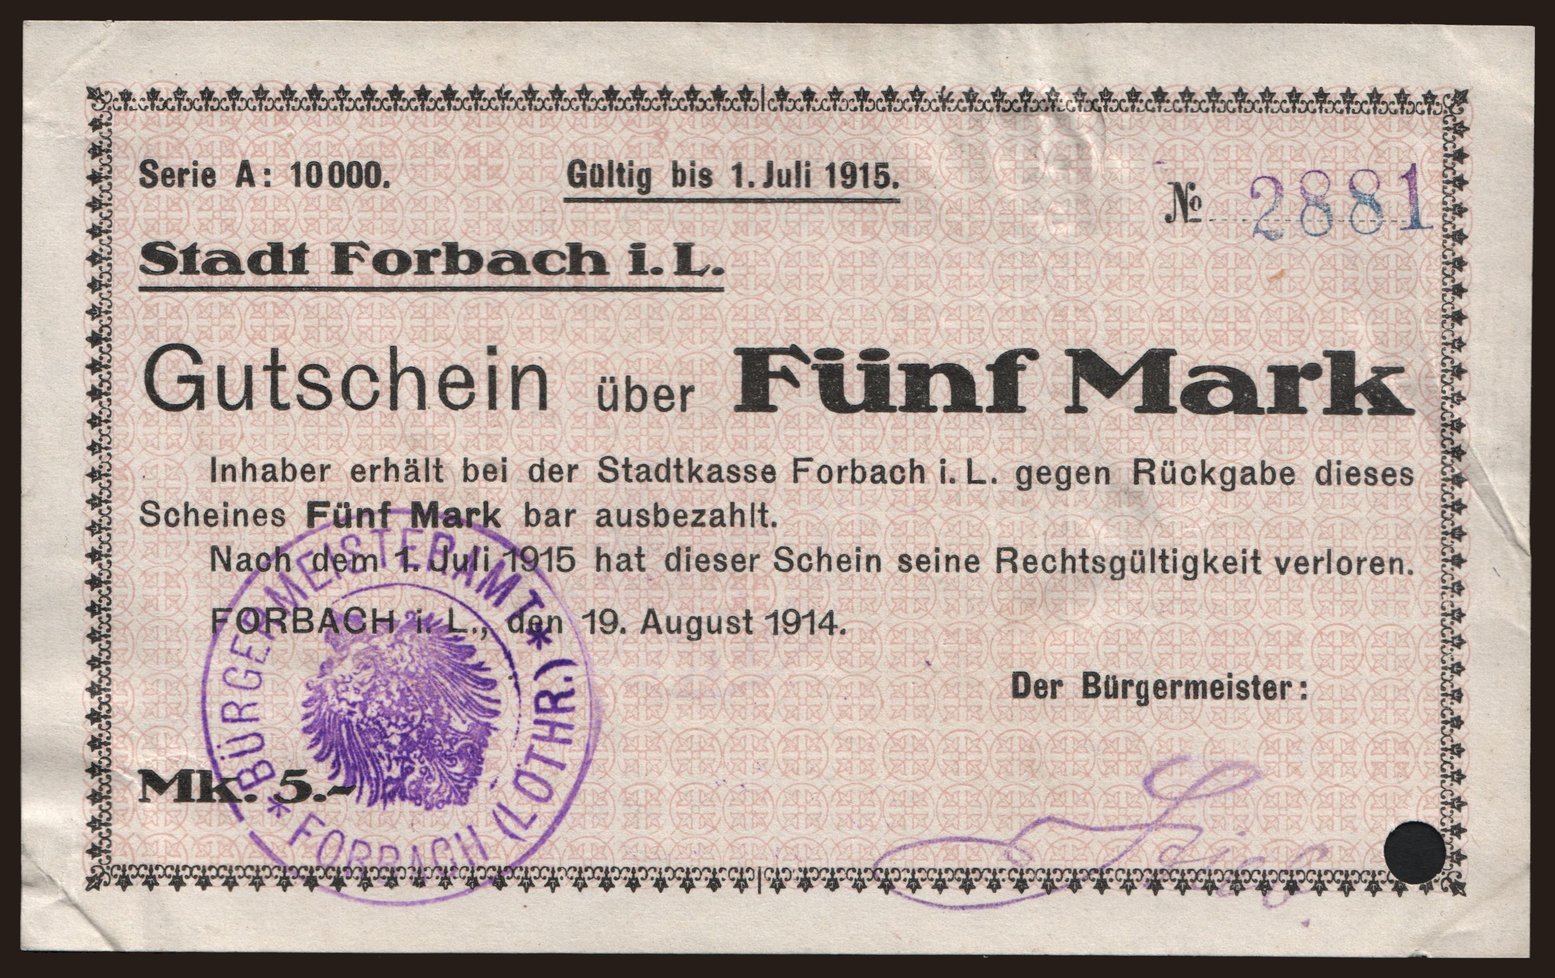 Serie A: 10000. Gültig bis 1. Juli 1915. № 2881
Stadt Forbach i. L.
Gutschein über Fünf Mark
Inhaber erhält bei der Stadtkasse Forbach i. L. gegen Rückgabe dieses
Scheines Fünf Mark bar ausbezahlt.
Nach dem 1. Juli 1915 hat dieser Schein seine Rechtsgültigkeit verloren.
FORBACH i. L., den 19. August 1914.
Der Bürgermeister:
Mk. 5.-
* BÜRGERMEISTERAMT * FORBACH (LOTHR.)